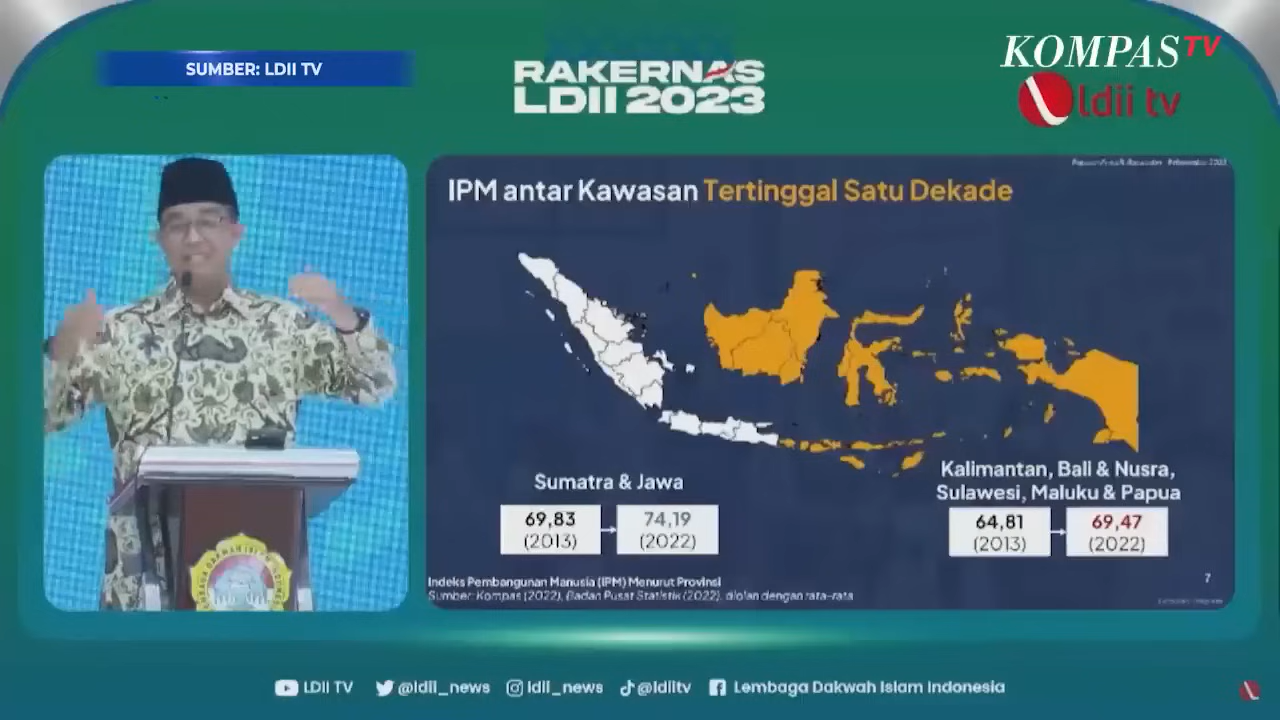 SUMBER: LDII TV
RAKERNAS
LDII 2023
KOMPAS TV
ldii tv
IPM antar Kawasan Tertinggal Satu Dekade
Sumatra & Jawa
69,83
(2013)
74,19
(2022)
Kalimantan, Bali & Nusra,
Sulawesi, Maluku & Papua
64,81
(2013)
69,47
(2022)
Indeks Pembangunan Manusia (IPM) Menurut Provinsi
Sumber: Kompas (2022), Badan Pusat Statistik (2022), diolah dengan rata-rata
7
LDII TV
@ldii_news
ldii_news
@ldiitv
Lembaga Dakwah Islam Indonesia